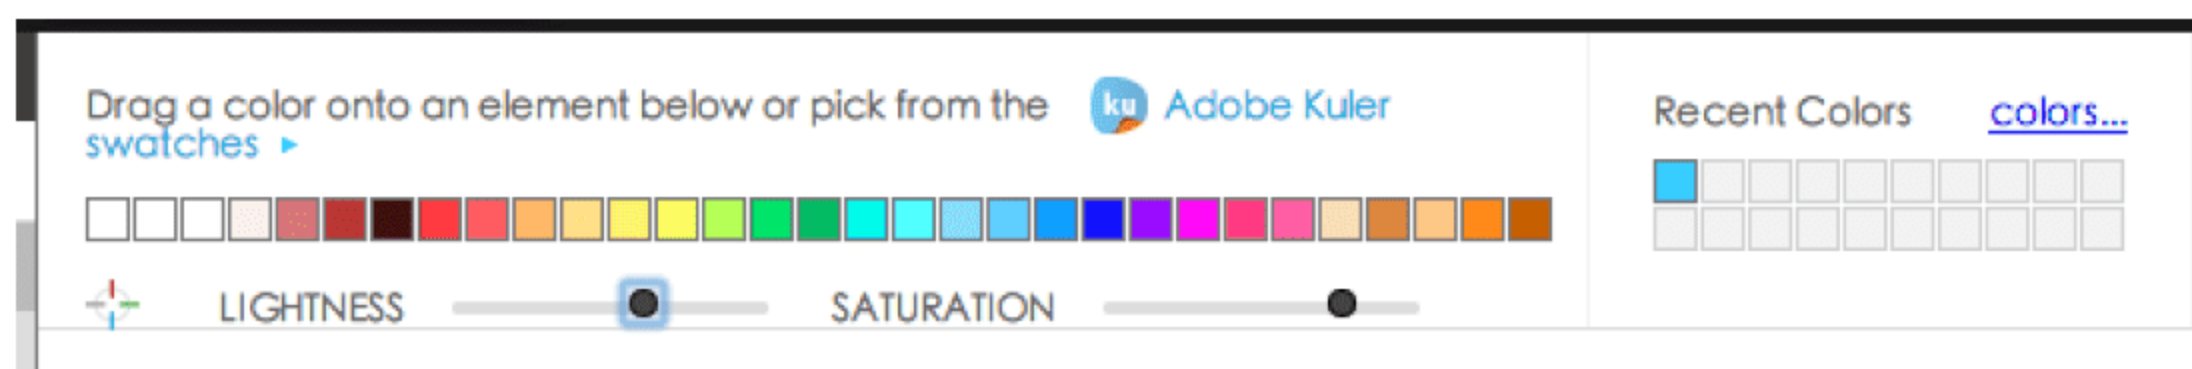 Drag a color onto an element below or pick from the ku Adobe Kuler
swatches ►
Recent Colors colors...
LIGHTNESS SATURATION